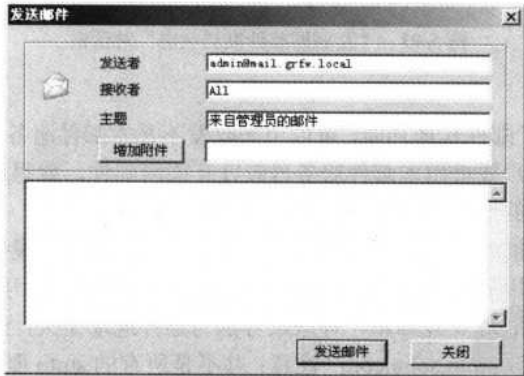 发送邮件
发送者 admin@mail.grfw.local
接收者 All
主题 来自管理员的邮件
增加附件
发送邮件 关闭